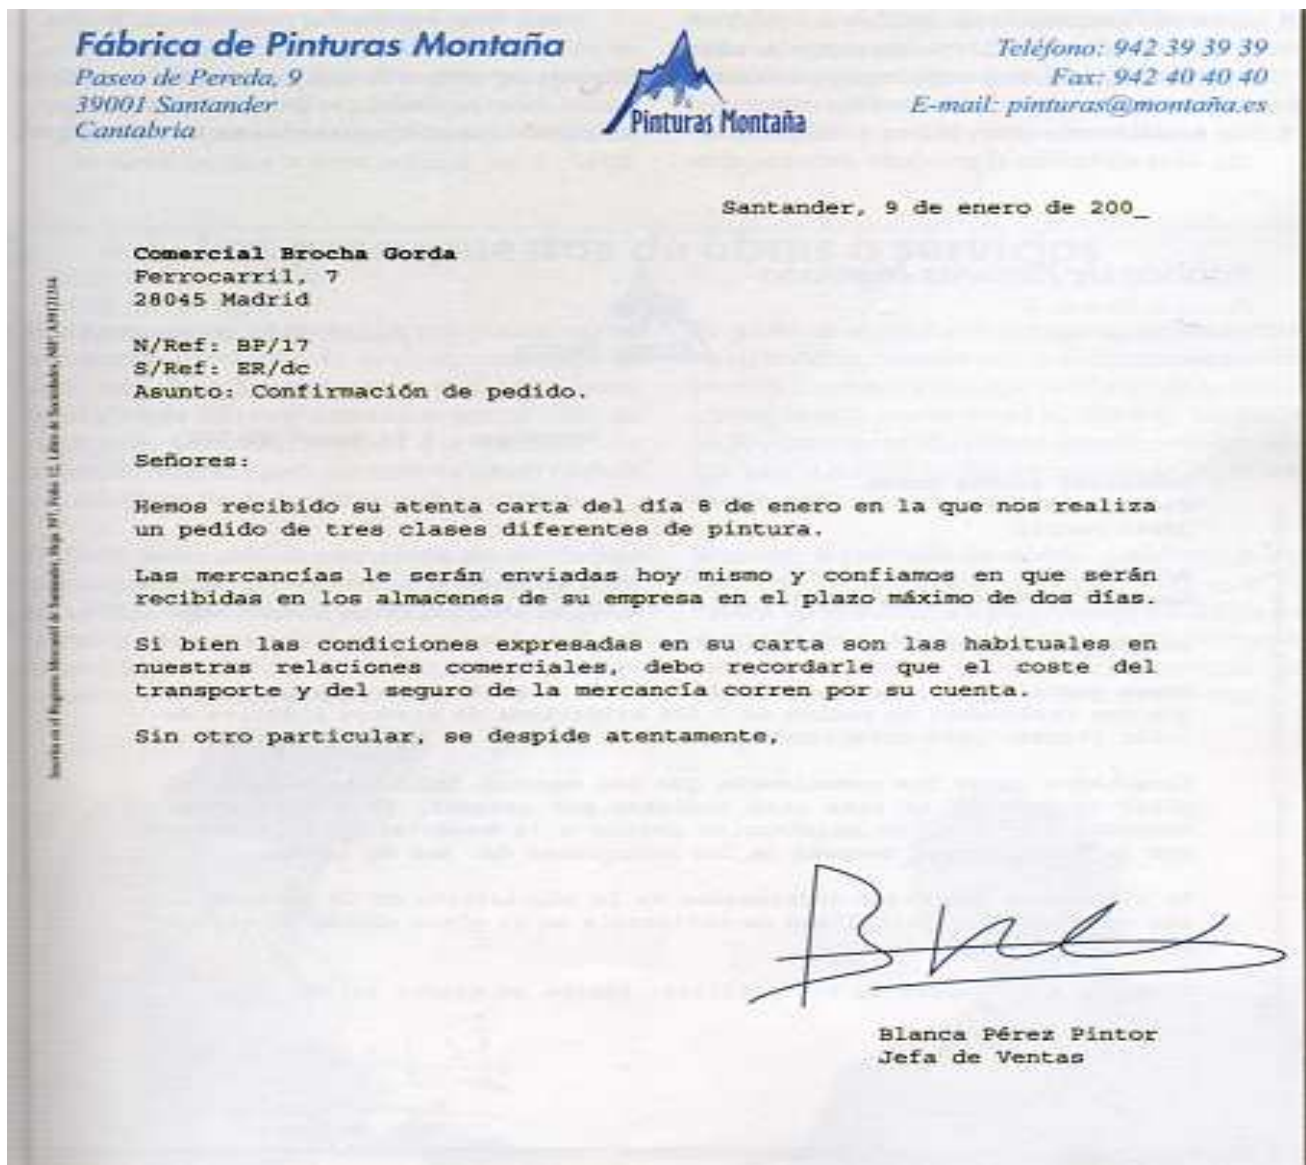 Fábrica de Pinturas Montaña
Paseo de Pereda, 9
39001 Santander
Cantabria
Pinturas Montaña
Teléfono: 942 39 39 39
Fax: 942 40 40 40
E-mail: pinturas@montaña.es
Santander, 9 de enero de 200_
Comercial Brocha Gorda
Ferrocarril, 7
28045 Madrid
N/Ref: BP/17
S/Ref: ER/dc
Asunto: Confirmación de pedido.
Señores:
Hemos recibido su atenta carta del día 8 de enero en la que nos realiza
un pedido de tres clases diferentes de pintura.
Las mercancías le serán enviadas hoy mismo y confiamos en que serán
recibidas en los almacenes de su empresa en el plazo máximo de dos días.
Si bien las condiciones expresadas en su carta son las habituales en
nuestras relaciones comerciales, debo recordarle que el coste del
transporte y del seguro de la mercancía corren por su cuenta.
Sin otro particular, se despide atentamente,
Blanca Pérez Pintor
Jefa de Ventas